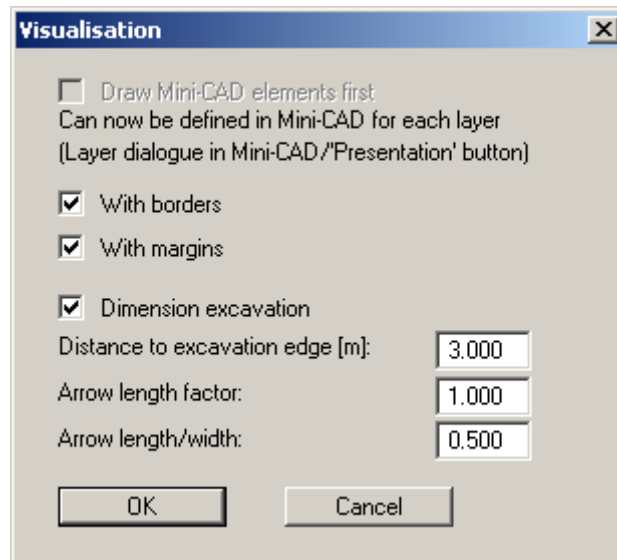 Visualisation
Draw Mini-CAD elements first
Can now be defined in Mini-CAD for each layer
(Layer dialogue in Mini-CAD/'Presentation' button)
With borders
With margins
Dimension excavation
Distance to excavation edge [m]: 3.000
Arrow length factor: 1.000
Arrow length/width: 0.500
OK Cancel